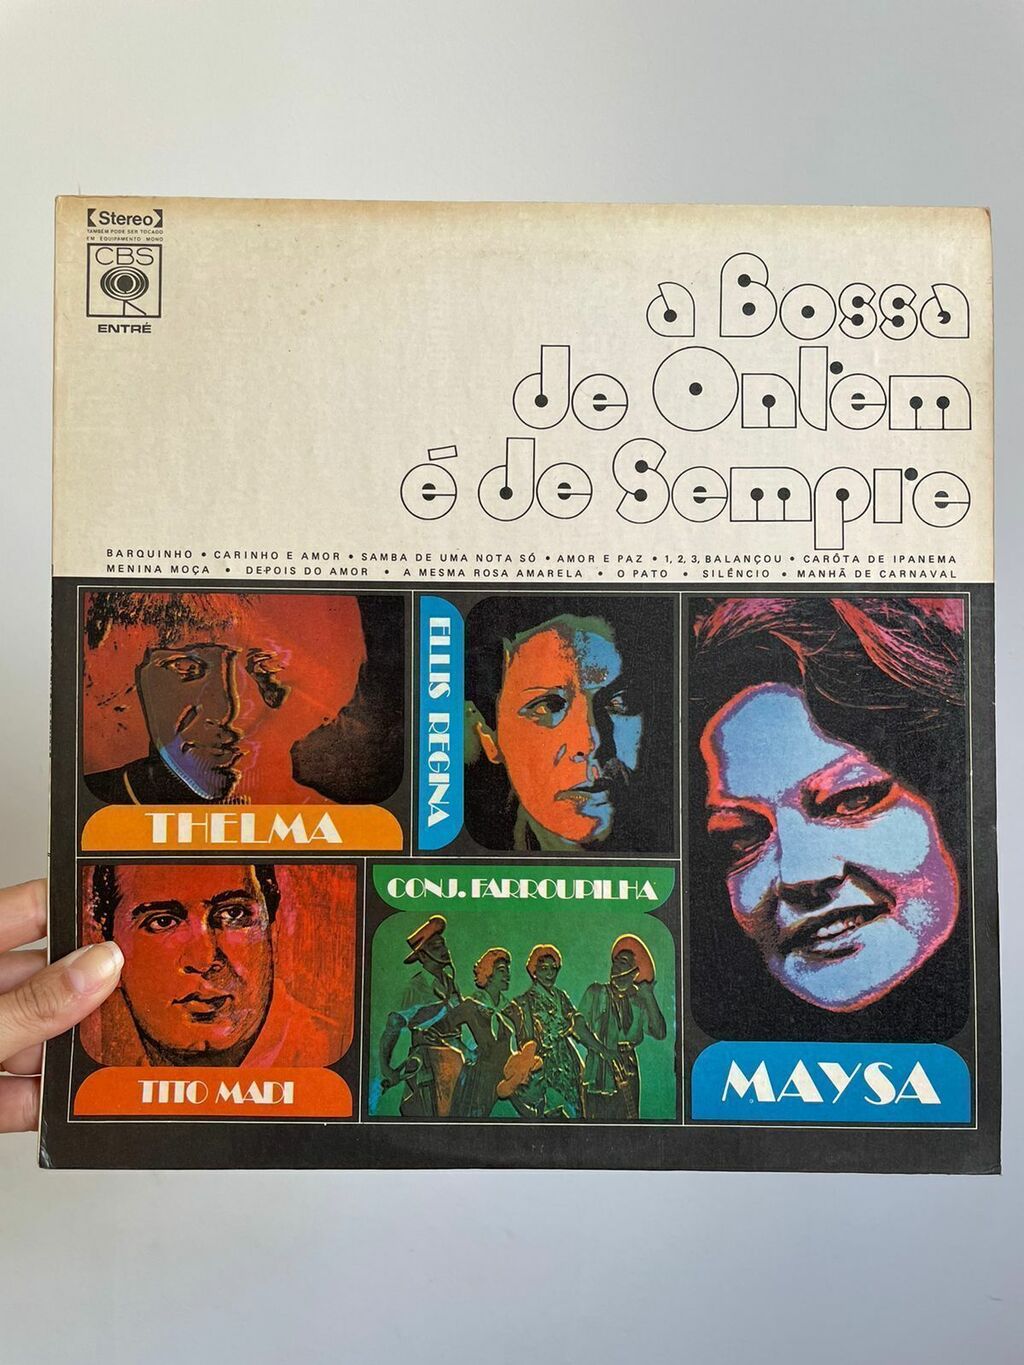 Stereo
TAMBÉM PODE SER TOCADO
EM EQUIPAMENTO MONO
CBS
ENTRÉ
a Bossa
de Ontem
é de Sempre
BARQUINHO • CARINHO E AMOR • SAMBA DE UMA NOTA SÓ • AMOR E PAZ • 1, 2, 3, BALANÇOU • CARÔTA DE IPANEMA
MENINA MOÇA • DEPOIS DO AMOR • A MESMA ROSA AMARELA • O PATO • SILÊNCIO • MANHÃ DE CARNAVAL
THELMA
ELLIS REGINA
MAYSA
TITO MADI
CONJ. FARROUPILHA